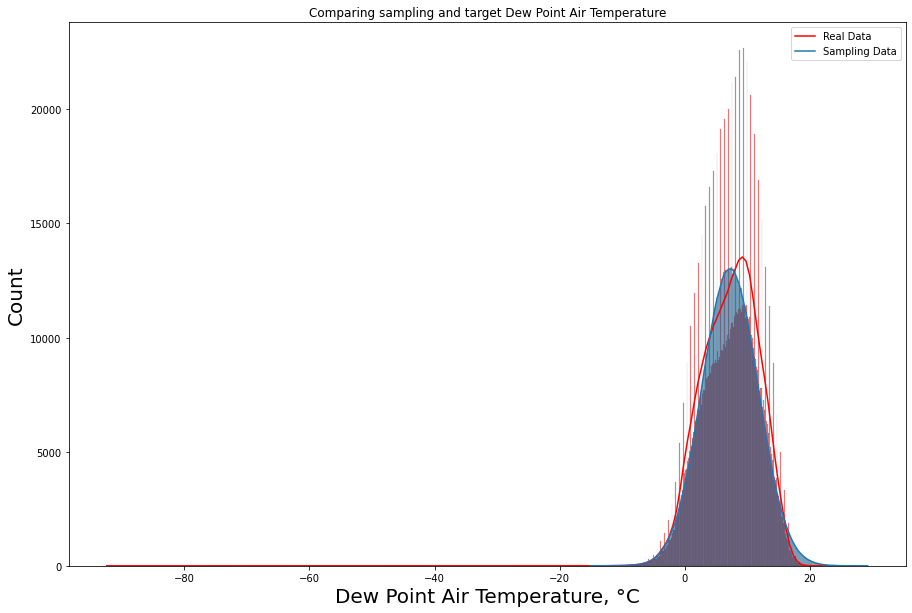 Comparing sampling and target Dew Point Air Temperature
Real Data
Sampling Data
20000
15000
10000
5000
0
Count
−80
−60
−40
−20
0
20
Dew Point Air Temperature, °C